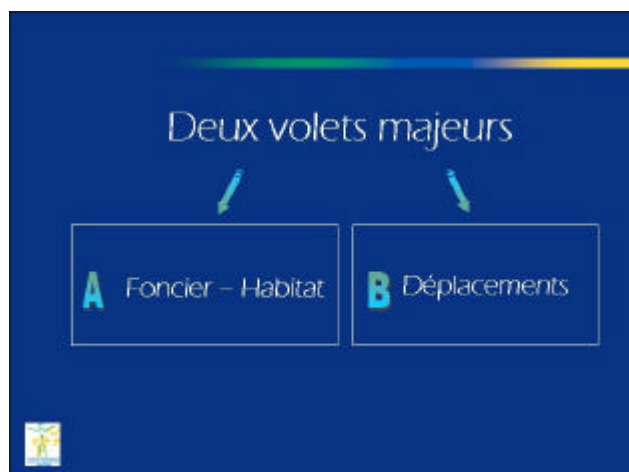 Deux volets majeurs
A Foncier – Habitat
B Déplacements